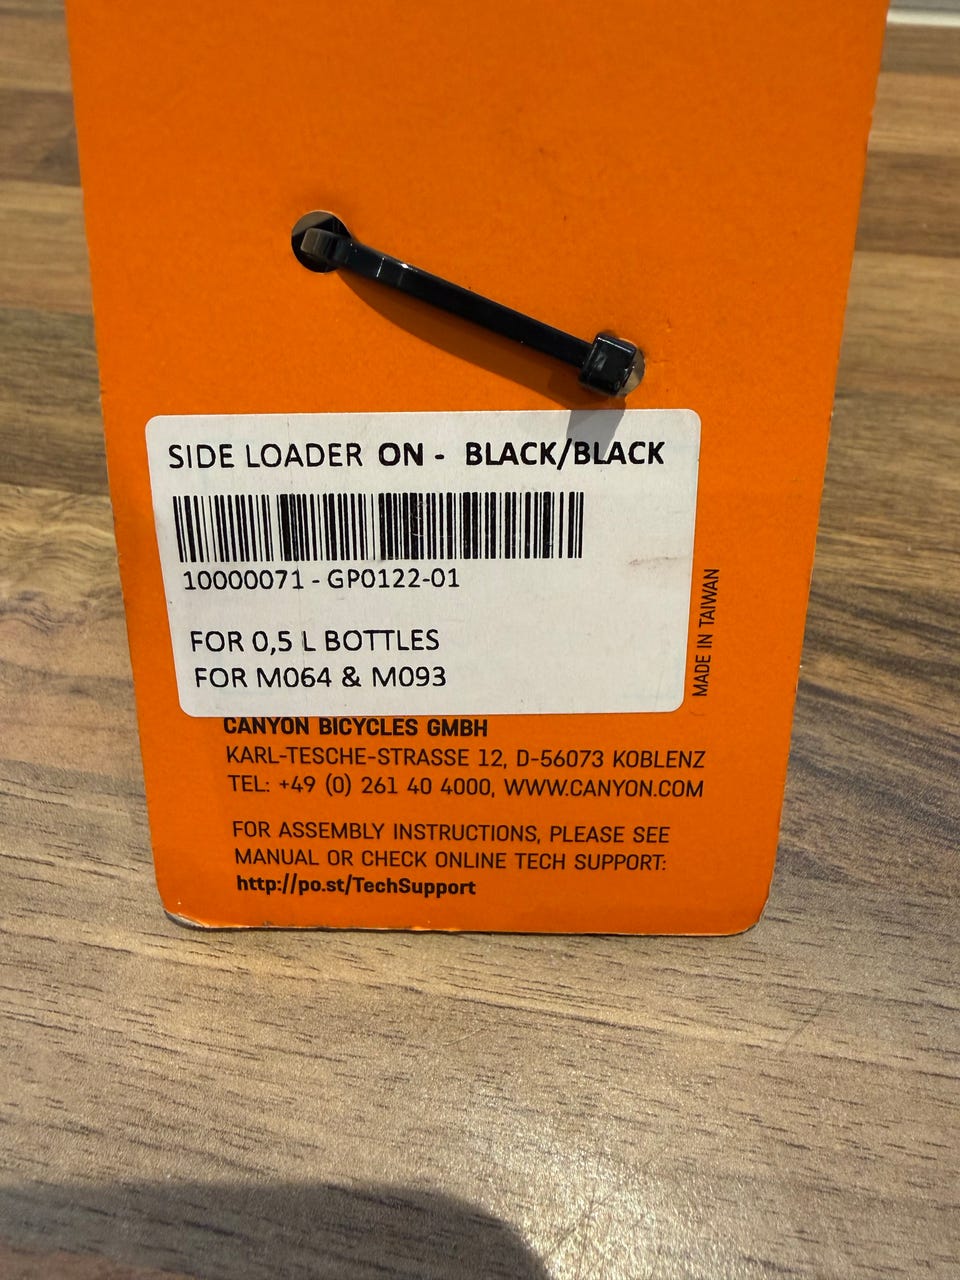 SIDE LOADER ON - BLACK/BLACK
10000071 - GP0122-01
FOR 0,5 L BOTTLES
FOR M064 & M093
MADE IN TAIWAN
CANYON BICYCLES GMBH
KARL-TESCHE-STRASSE 12, D-56073 KOBLENZ
TEL: +49 (0) 261 40 4000, WWW.CANYON.COM
FOR ASSEMBLY INSTRUCTIONS, PLEASE SEE
MANUAL OR CHECK ONLINE TECH SUPPORT:
http://po.st/TechSupport